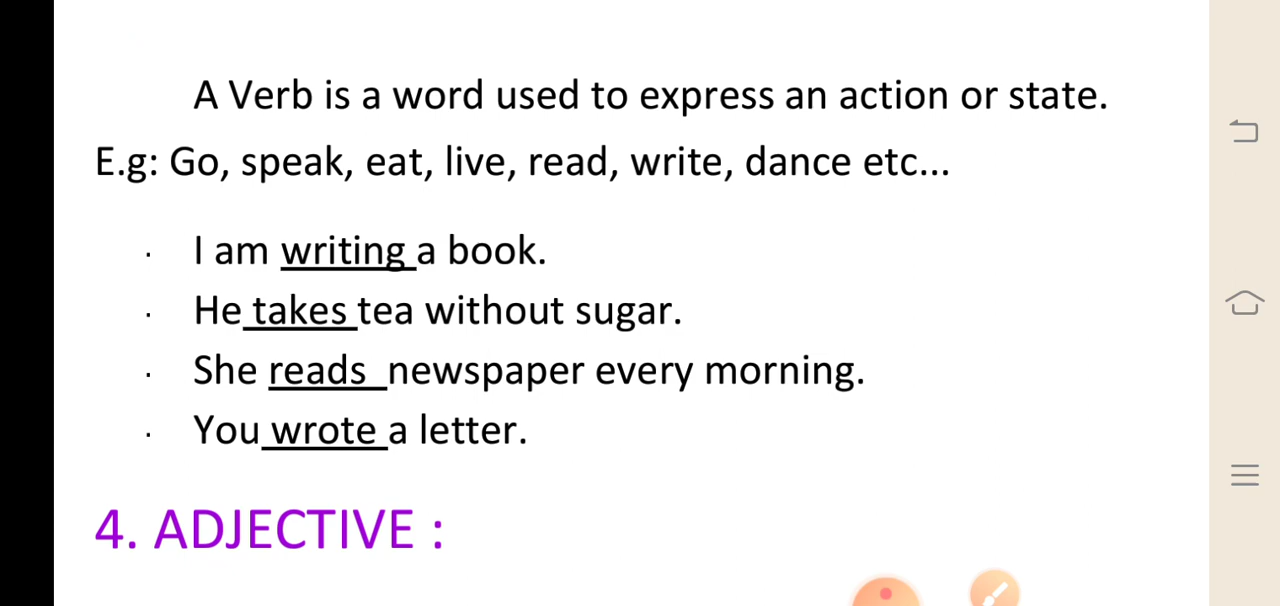 A Verb is a word used to express an action or state.
E.g: Go, speak, eat, live, read, write, dance etc...
· I am writing a book.
· He takes tea without sugar.
· She reads newspaper every morning.
· You wrote a letter.
4. ADJECTIVE :